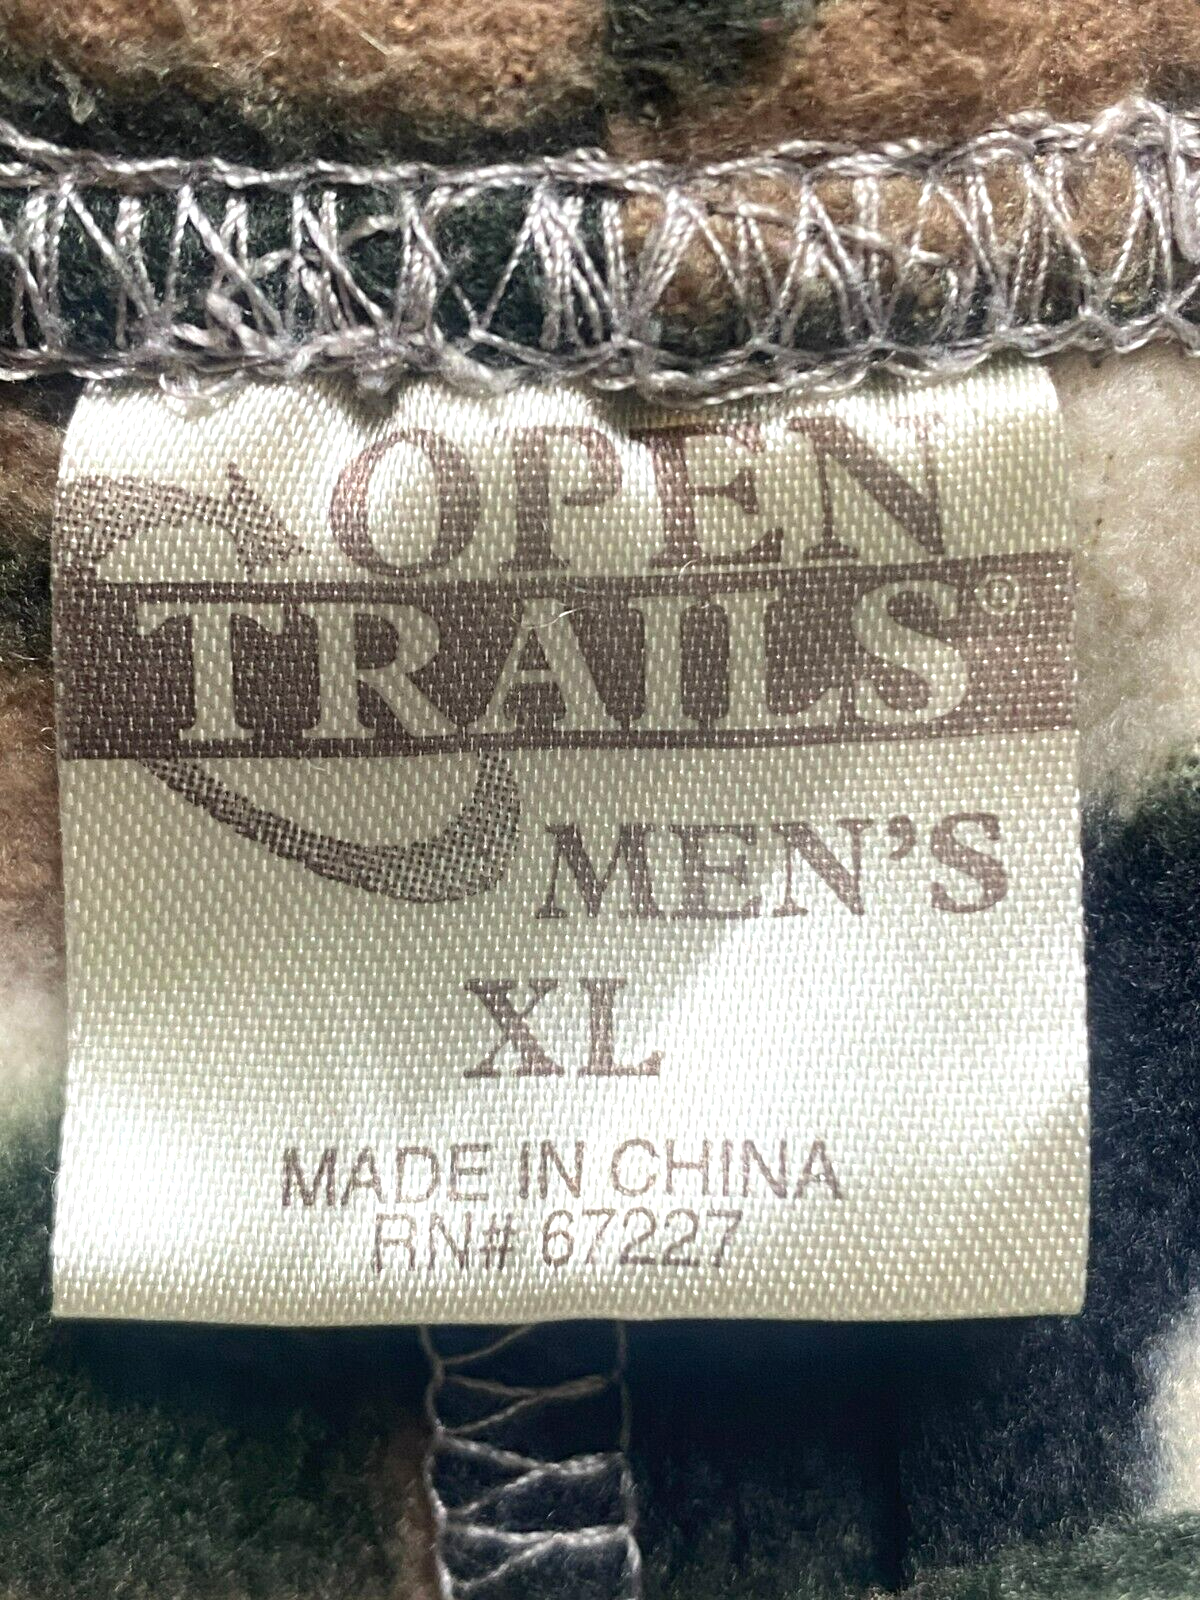 OPEN
TRAILS®
MEN'S
XL
MADE IN CHINA
RN# 67227